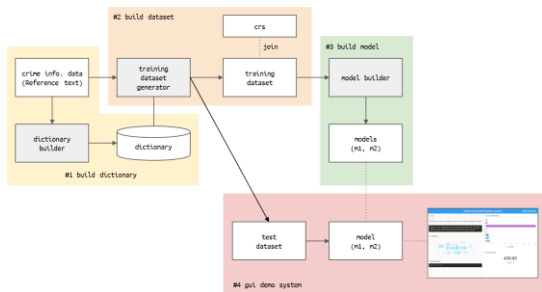 #2 build dataset
crs
join
#3 build model
crime info. data
(Reference text)
training
dataset
generator
training
dataset
model builder
dictionary
builder
dictionary
models
(m1, m2)
#1 build dictionary
test
dataset
model
(m1, m2)
#4 gui demo system